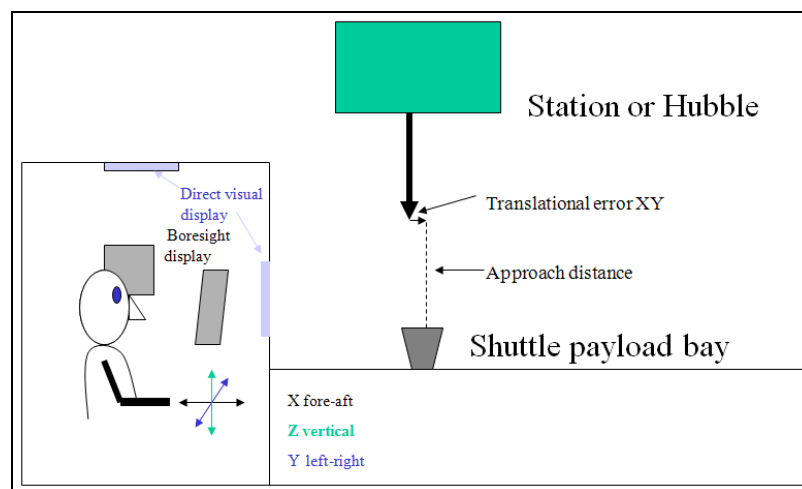 Station or Hubble
Direct visual
display
Boresight
display
Translational error XY
Approach distance
Shuttle payload bay
X fore-aft
Z vertical
Y left-right